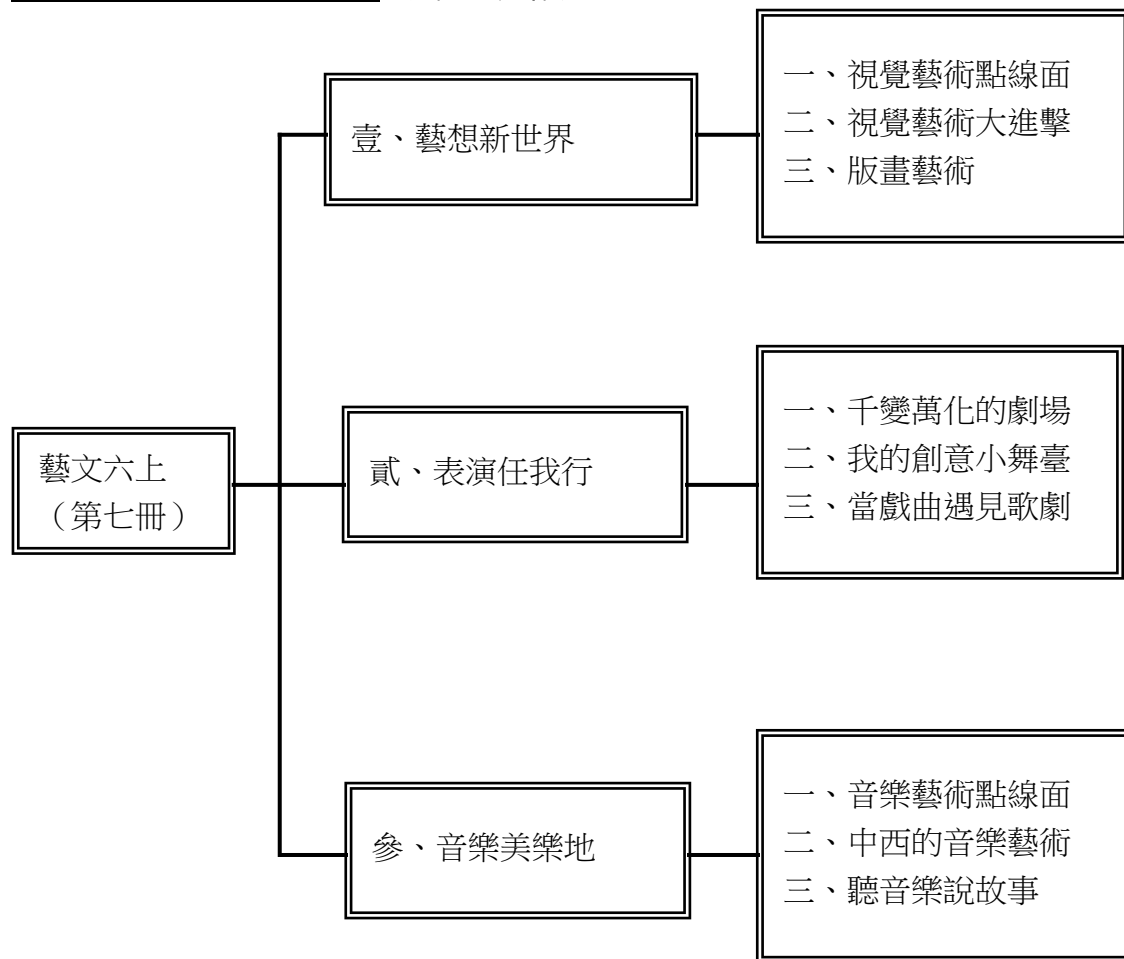 壹、藝想新世界
一、視覺藝術點線面
二、視覺藝術大進擊
三、版畫藝術
藝文六上
（第七冊）
貳、表演任我行
一、千變萬化的劇場
二、我的創意小舞臺
三、當戲曲遇見歌劇
參、音樂美樂地
一、音樂藝術點線面
二、中西的音樂藝術
三、聽音樂說故事